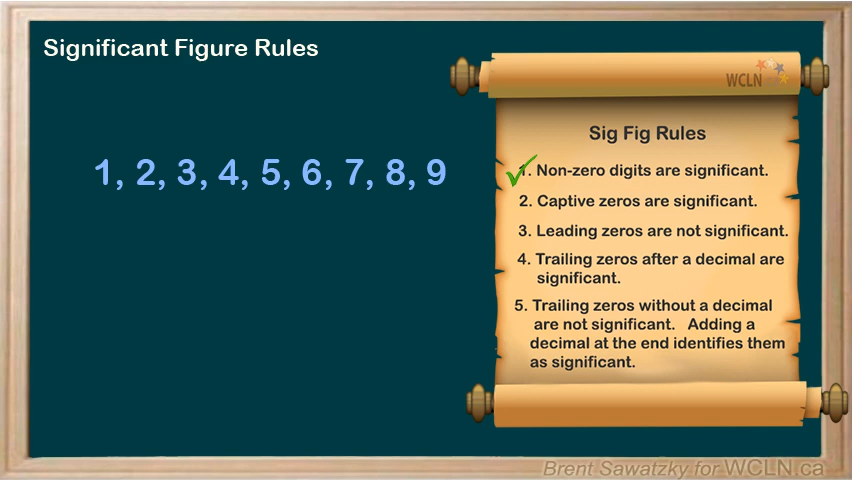 Significant Figure Rules
WCLN
Sig Fig Rules
1, 2, 3, 4, 5, 6, 7, 8, 9
1. Non-zero digits are significant.
2. Captive zeros are significant.
3. Leading zeros are not significant.
4. Trailing zeros after a decimal are
significant.
5. Trailing zeros without a decimal
are not significant. Adding a
decimal at the end identifies them
as significant.
Brent Sawatzky for WCLN.ca